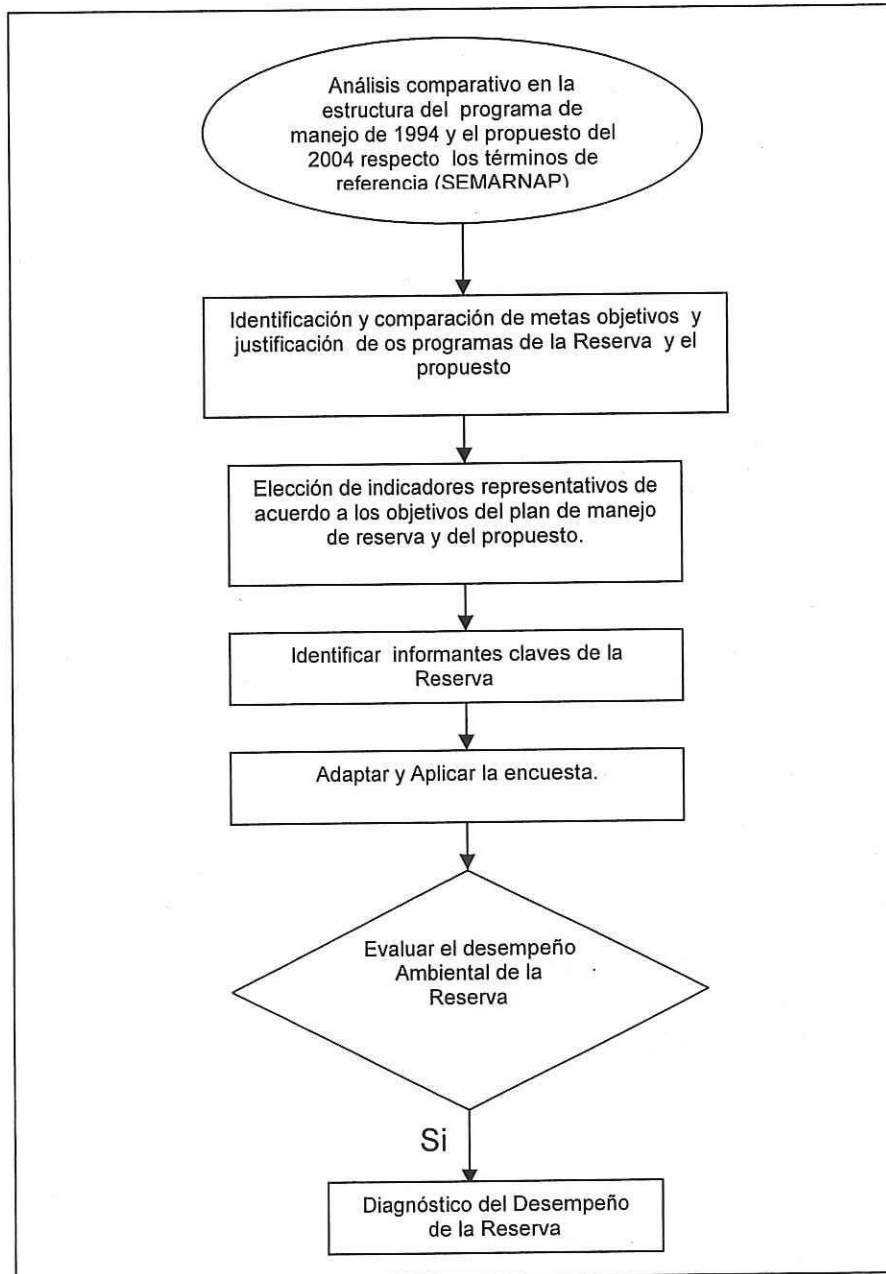 Análisis comparativo en la
estructura del programa de
manejo de 1994 y el propuesto del
2004 respecto los términos de
referencia (SEMARNAP)
Identificación y comparación de metas objetivos y
justificación de os programas de la Reserva y el
propuesto
Elección de indicadores representativos de
acuerdo a los objetivos del plan de manejo
de reserva y del propuesto.
Identificar informantes claves de la
Reserva
Adaptar y Aplicar la encuesta.
Evaluar el desempeño
Ambiental de la
Reserva
Si
Diagnóstico del Desempeño
de la Reserva